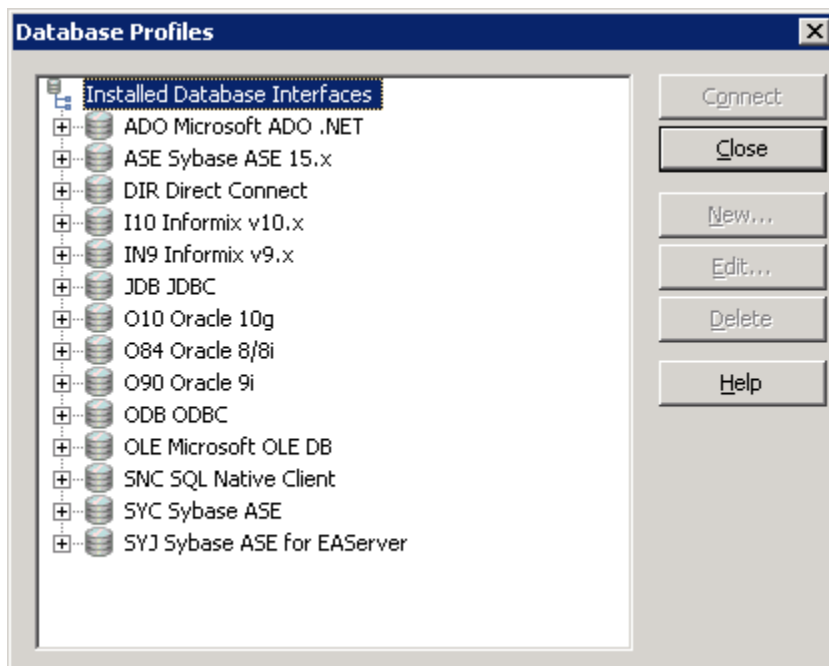 Database Profiles
Installed Database Interfaces
ADO Microsoft ADO .NET
ASE Sybase ASE 15.x
DIR Direct Connect
I10 Informix v10.x
IN9 Informix v9.x
JDB JDBC
O10 Oracle 10g
O84 Oracle 8/8i
O90 Oracle 9i
ODB ODBC
OLE Microsoft OLE DB
SNC SQL Native Client
SYC Sybase ASE
SYJ Sybase ASE for EAServer
Connect
Close
New...
Edit...
Delete
Help